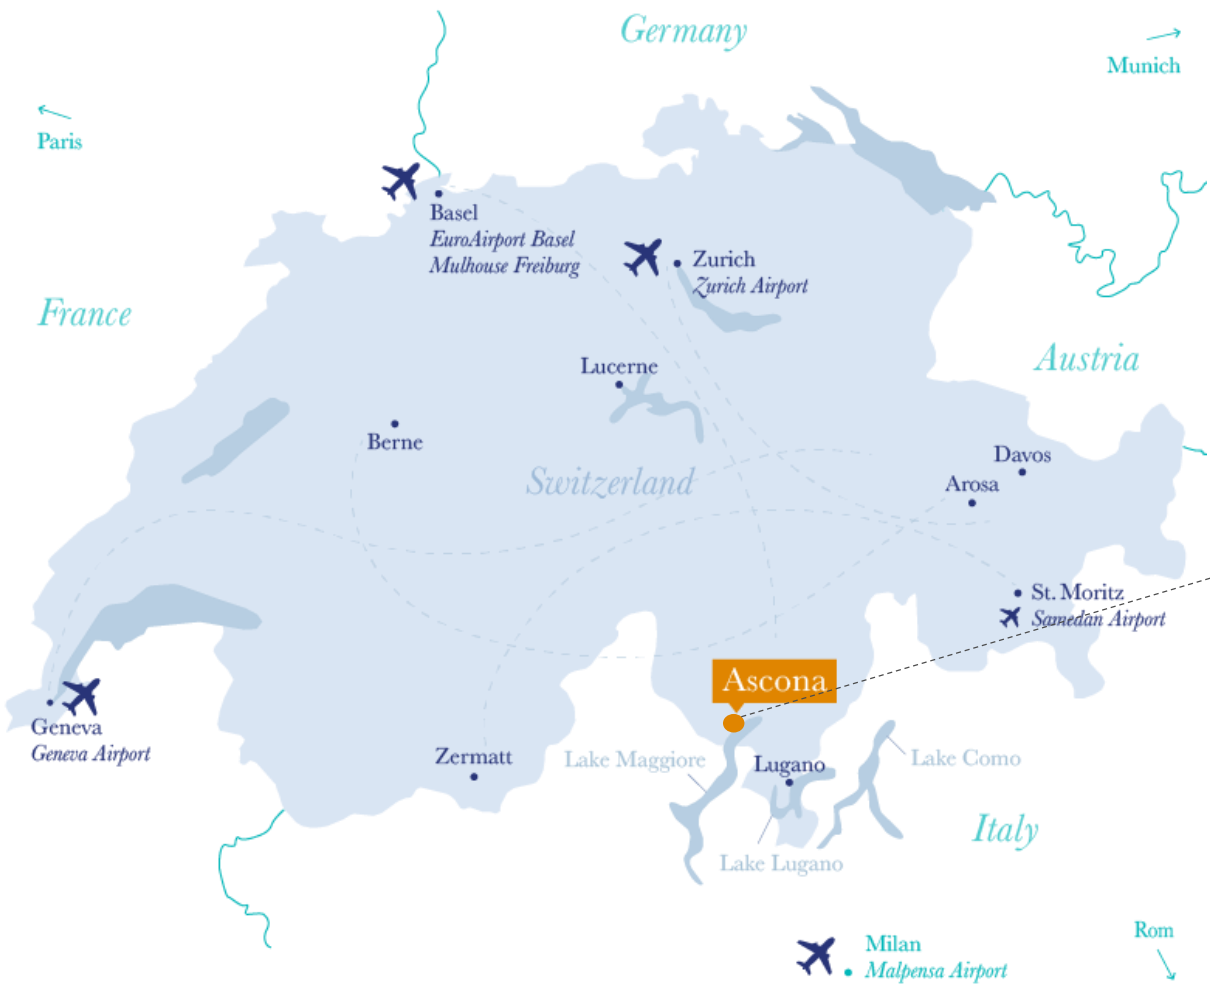 Germany
Munich
Paris
Basel
EuroAirport Basel
Mulhouse Freiburg
Zurich
Zurich Airport
France
Austria
Lucerne
Berne
Switzerland
Davos
Arosa
St. Moritz
Samedan Airport
Ascona
Geneva
Geneva Airport
Zermatt
Lake Maggiore
Lugano
Lake Como
Italy
Lake Lugano
Rom
Milan
Malpensa Airport